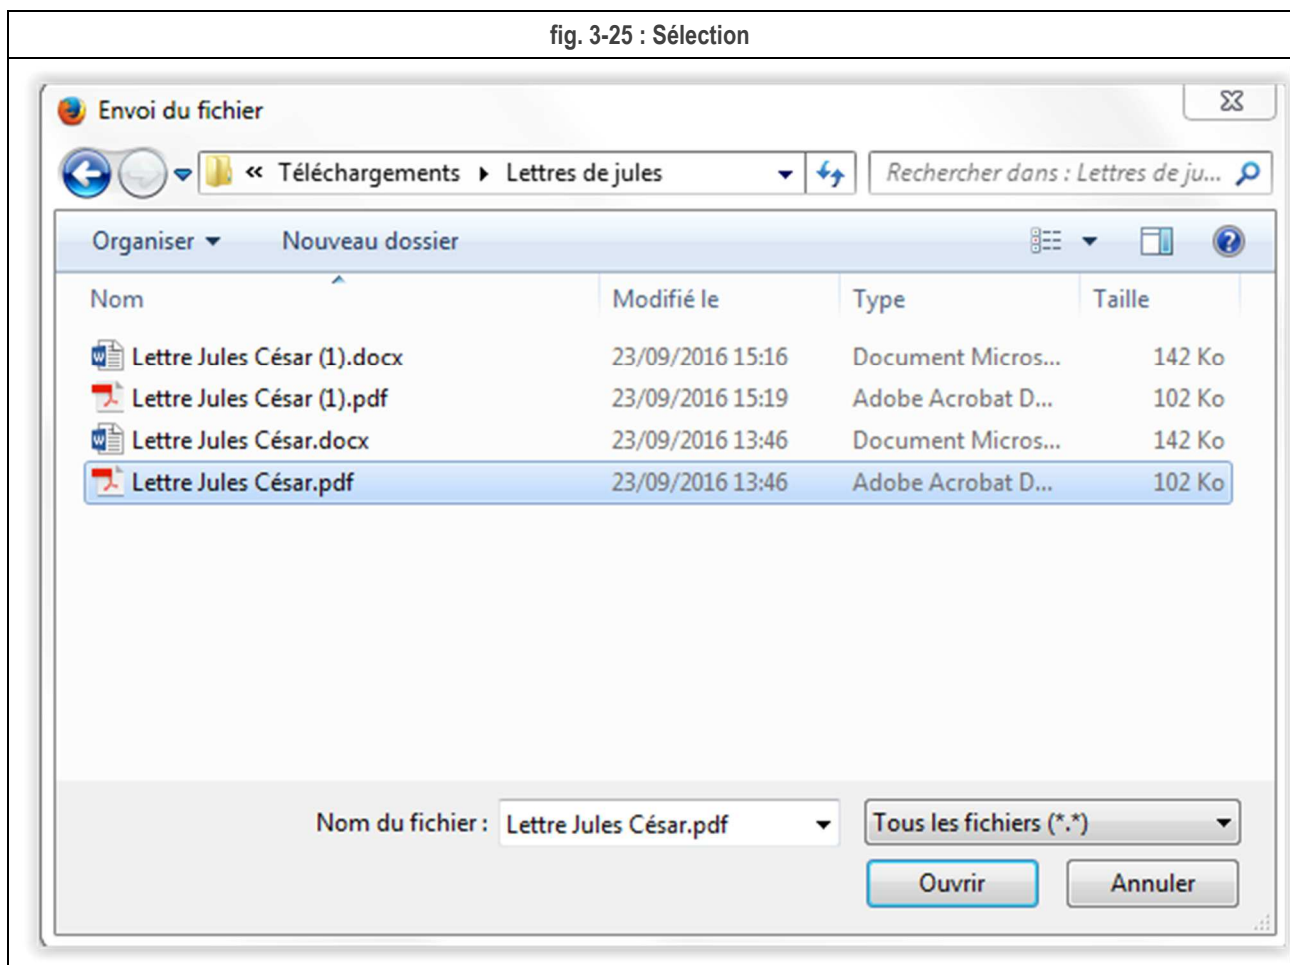 fig. 3-25 : Sélection
Envoi du fichier
« Téléchargements Lettres de jules Rechercher dans : Lettres de ju...
Organiser Nouveau dossier
Nom Modifié le Type Taille
Lettre Jules César (1).docx 23/09/2016 15:16 Document Micros... 142 Ko
Lettre Jules César (1).pdf 23/09/2016 15:19 Adobe Acrobat D... 102 Ko
Lettre Jules César.docx 23/09/2016 13:46 Document Micros... 142 Ko
Lettre Jules César.pdf 23/09/2016 13:46 Adobe Acrobat D... 102 Ko
Nom du fichier : Lettre Jules César.pdf Tous les fichiers (*.*)
Ouvrir Annuler